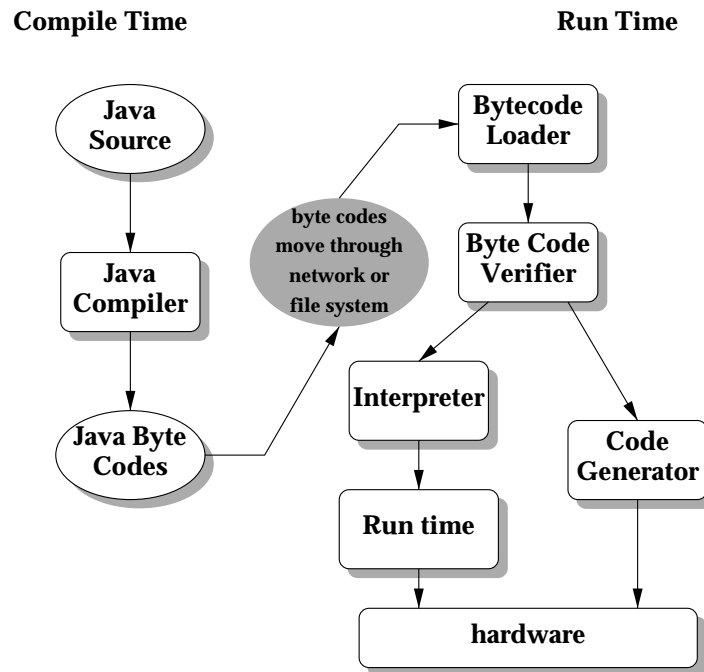 Compile Time
Run Time
Java
Source
Java
Compiler
Java Byte
Codes
byte codes
move through
network or
file system
Bytecode
Loader
Byte Code
Verifier
Interpreter
Run time
Code
Generator
hardware